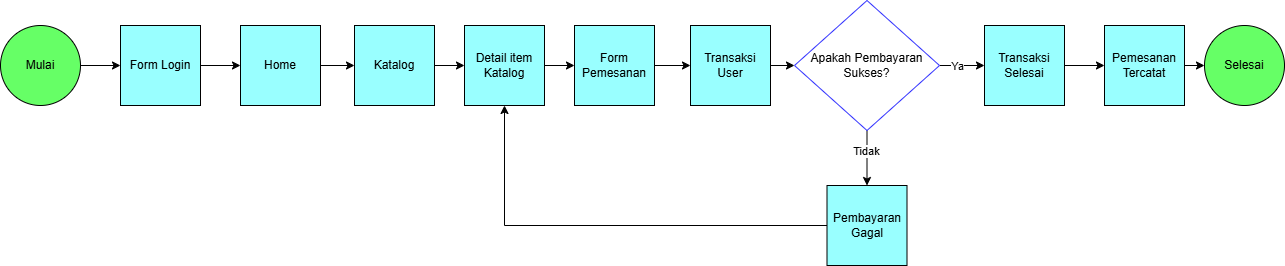 Mulai
Form Login
Home
Katalog
Detail item
Katalog
Form
Pemesanan
Transaksi
User
Apakah Pembayaran
Sukses?
Ya
Transaksi
Selesai
Pemesanan
Tercatat
Selesai
Tidak
Pembayaran
Gagal